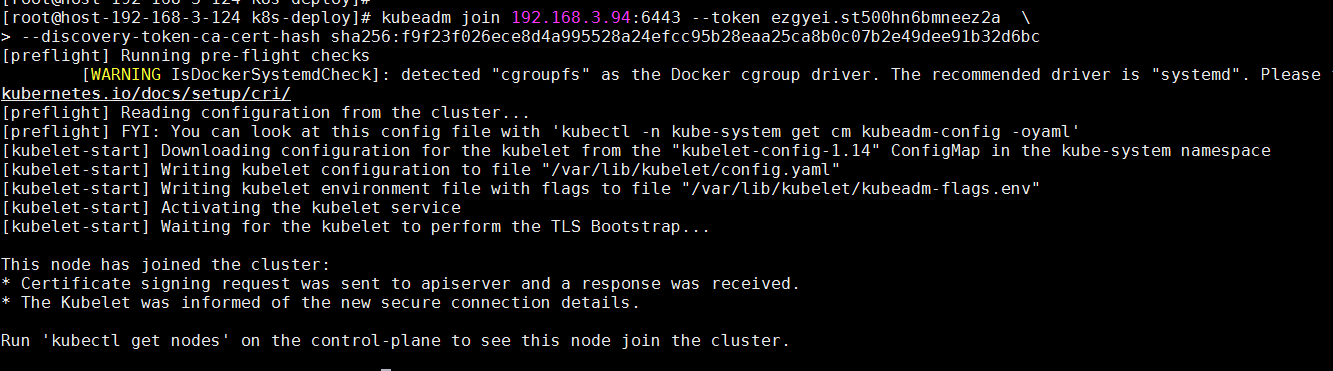 [root@host-192-168-3-124 k8s-deploy]#
[root@host-192-168-3-124 k8s-deploy]# kubeadm join 192.168.3.94:6443 --token ezgyei.st500hn6bmneez2a  \
> --discovery-token-ca-cert-hash sha256:f9f23f026ece8d4a995528a24efcc95b28eaa25ca8b0c07b2e49dee91b32d6bc
[preflight] Running pre-flight checks
        [WARNING IsDockerSystemdCheck]: detected "cgroupfs" as the Docker cgroup driver. The recommended driver is "systemd". Please
kubernetes.io/docs/setup/cri/
[preflight] Reading configuration from the cluster...
[preflight] FYI: You can look at this config file with 'kubectl -n kube-system get cm kubeadm-config -oyaml'
[kubelet-start] Downloading configuration for the kubelet from the "kubelet-config-1.14" ConfigMap in the kube-system namespace
[kubelet-start] Writing kubelet configuration to file "/var/lib/kubelet/config.yaml"
[kubelet-start] Writing kubelet environment file with flags to file "/var/lib/kubelet/kubeadm-flags.env"
[kubelet-start] Activating the kubelet service
[kubelet-start] Waiting for the kubelet to perform the TLS Bootstrap...
This node has joined the cluster:
* Certificate signing request was sent to apiserver and a response was received.
* The Kubelet was informed of the new secure connection details.
Run 'kubectl get nodes' on the control-plane to see this node join the cluster.